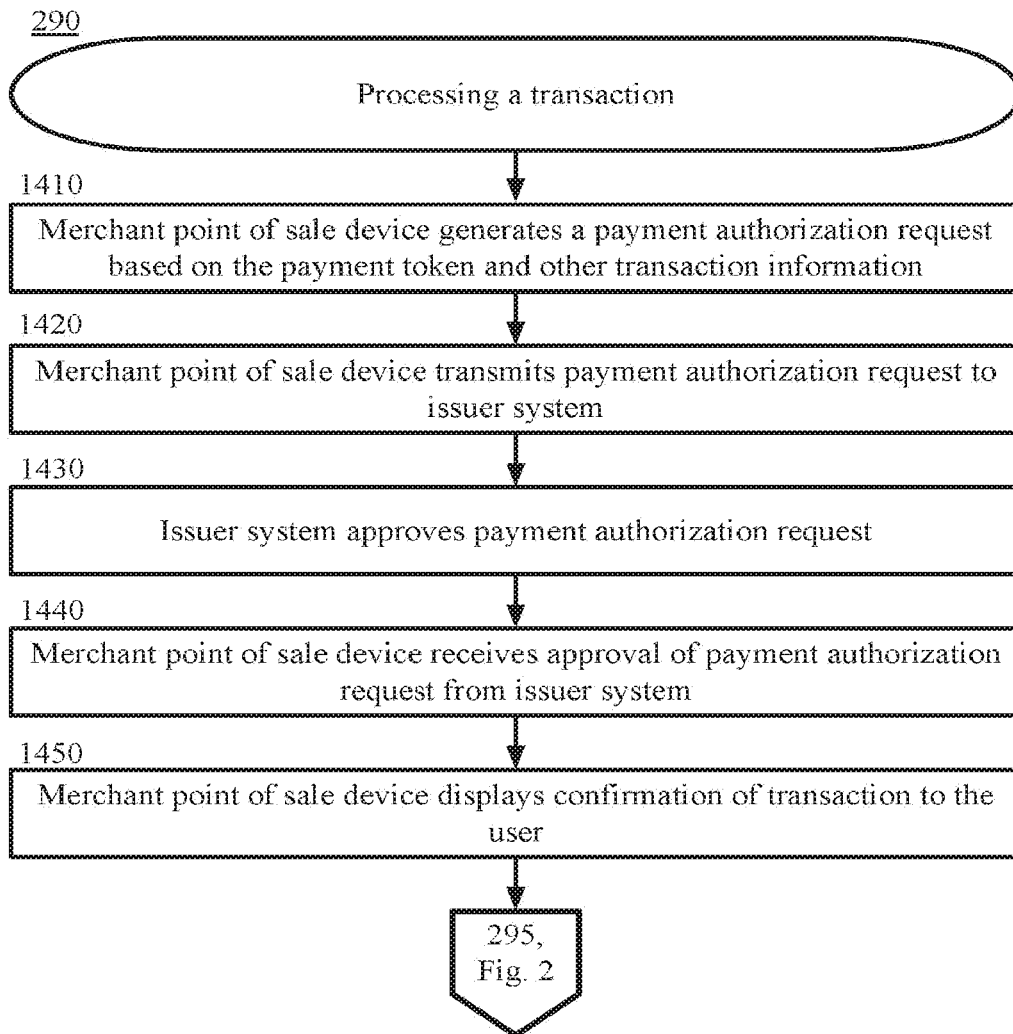 290
Processing a transaction
1410
Merchant point of sale device generates a payment authorization request
based on the payment token and other transaction information
1420
Merchant point of sale device transmits payment authorization request to
issuer system
1430
Issuer system approves payment authorization request
1440
Merchant point of sale device receives approval of payment authorization
request from issuer system
1450
Merchant point of sale device displays confirmation of transaction to the
user
295,
Fig. 2